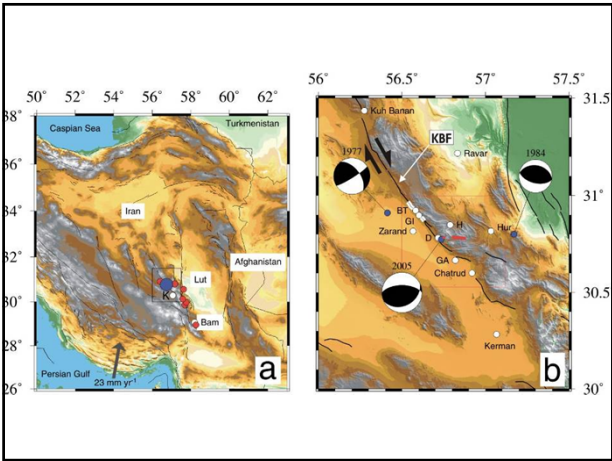 50° 52° 54° 56° 58° 60° 62°
38°
36°
34°
32°
30°
28°
26°
Caspian Sea
Turkmenistan
Iran
Afghanistan
Lut
K
Bam
Persian Gulf
23 mm yr⁻¹
a
56° 56.5° 57° 57.5°
31.5
31°
30.5
30°
Kuh Banan
KBF
1977
Ravar
1984
BT
GI
Zarand
H
Hur
D
GA
Chatrud
2005
Kerman
b